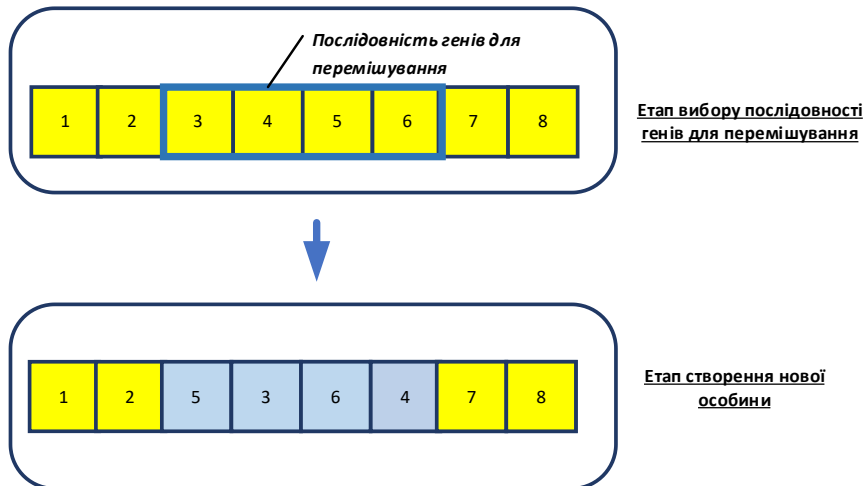 Послідовність генів для
перемішування
1 2 3 4 5 6 7 8
Етап вибору послідовності
генів для перемішування
1 2 5 3 6 4 7 8
Етап створення нової
особини